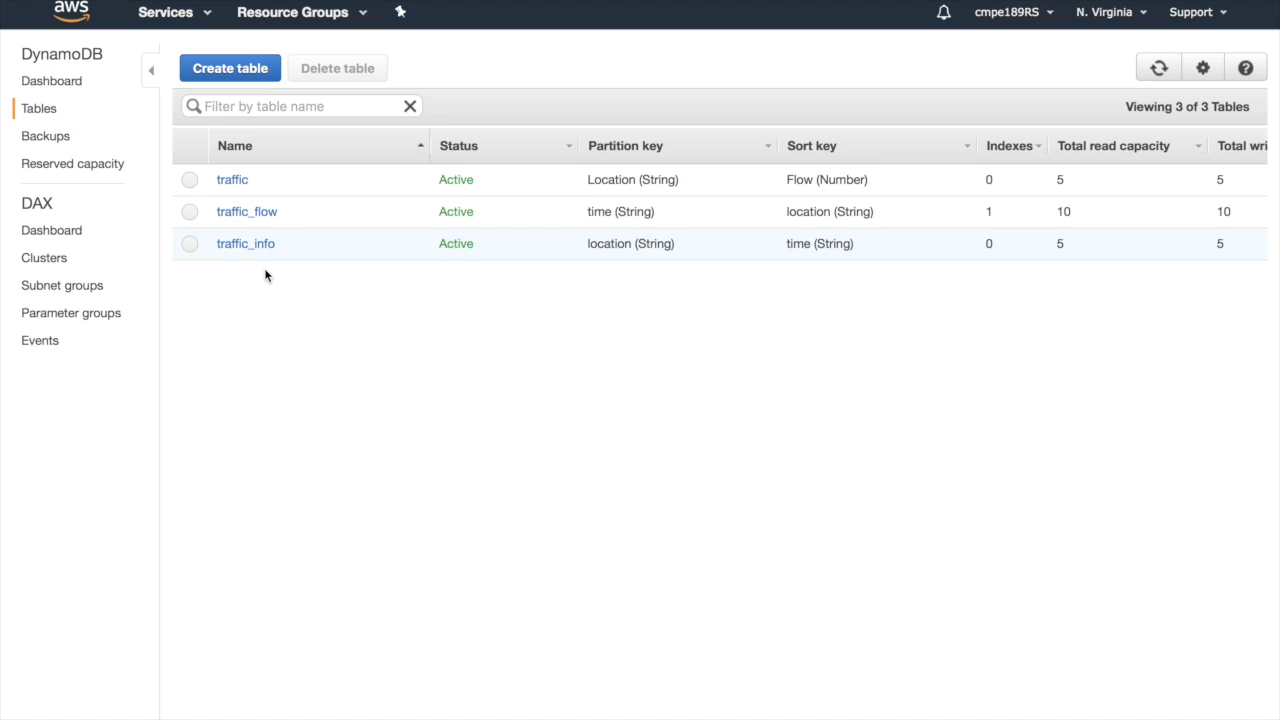 aws Services Resource Groups cmpe189RS N. Virginia Support
DynamoDB
Dashboard
Tables
Backups
Reserved capacity
DAX
Dashboard
Clusters
Subnet groups
Parameter groups
Events
Create table Delete table
Filter by table name Viewing 3 of 3 Tables
Name Status Partition key Sort key Indexes Total read capacity Total wri
traffic Active Location (String) Flow (Number) 0 5 5
traffic_flow Active time (String) location (String) 1 10 10
traffic_info Active location (String) time (String) 0 5 5